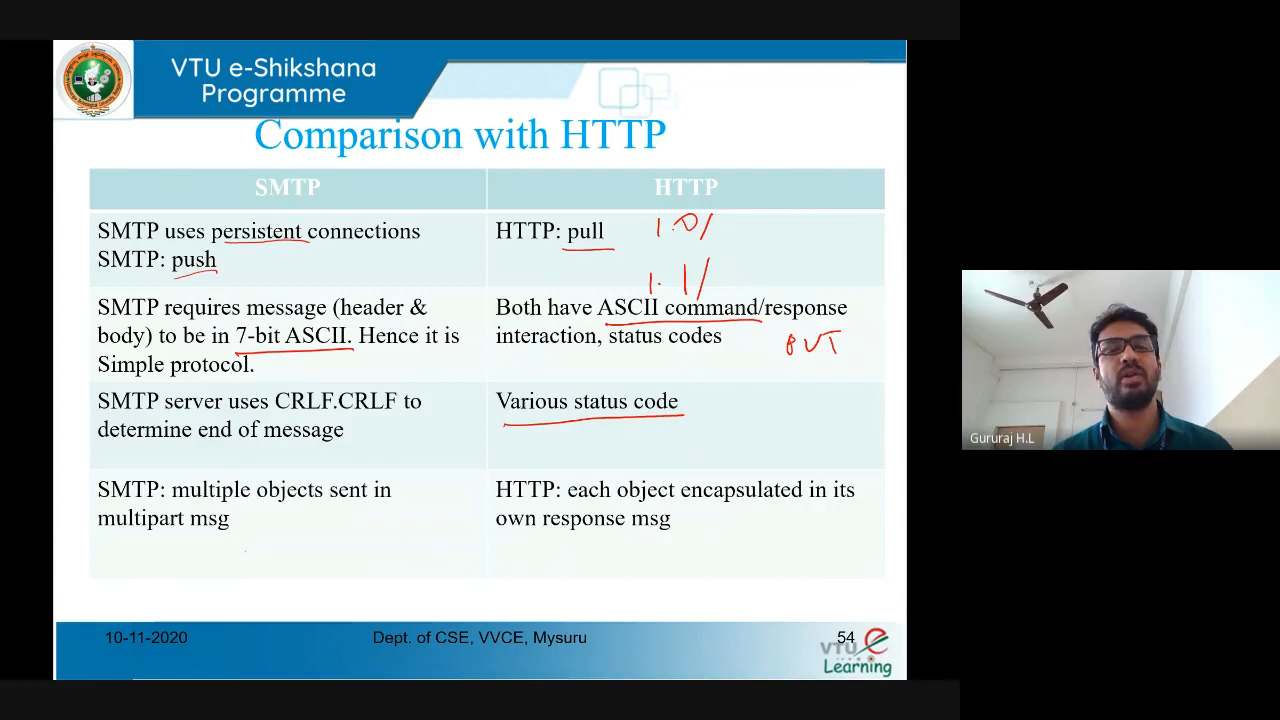 VTU e-Shikshana
Programme
Comparison with HTTP
SMTP
HTTP
SMTP uses persistent connections
SMTP: push
HTTP: pull
1.0/
1.1/
SMTP requires message (header &
body) to be in 7-bit ASCII. Hence it is
Simple protocol.
Both have ASCII command/response
interaction, status codes
BUT
SMTP server uses CRLF.CRLF to
determine end of message
Various status code
SMTP: multiple objects sent in
multipart msg
HTTP: each object encapsulated in its
own response msg
Gururaj H.L
10-11-2020
Dept. of CSE, VVCE, Mysuru
54
VTU e
Learning